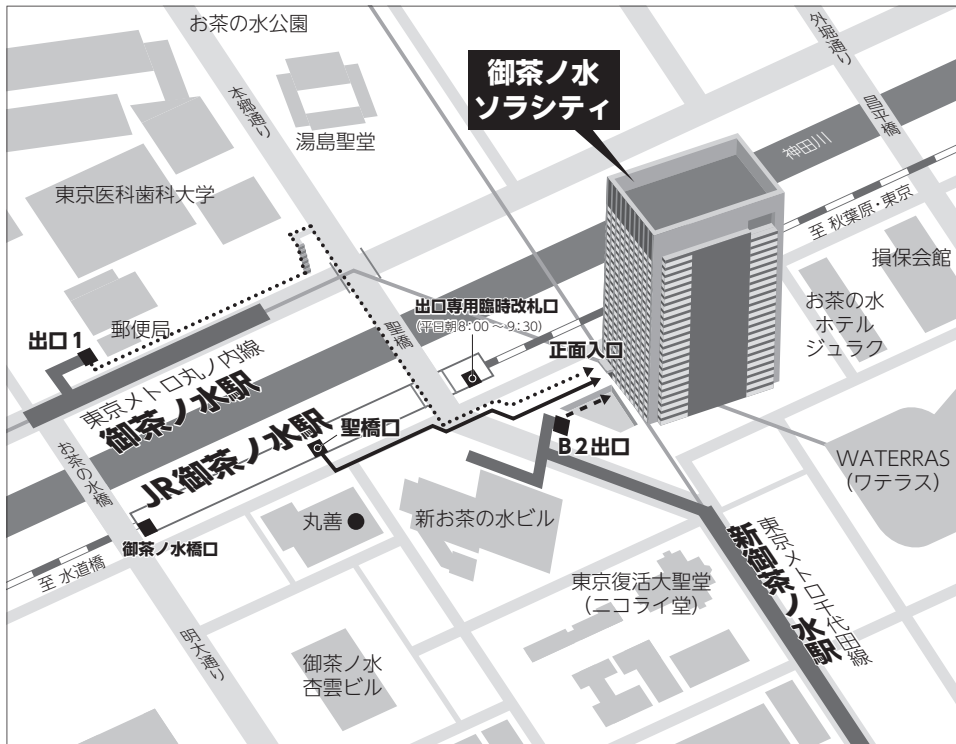 お茶の水公園
外堀通り
御茶ノ水
ソラシティ
本郷通り
湯島聖堂
昌平橋
神田川
東京医科歯科大学
至 秋葉原・東京
損保会館
お茶の水
ホテル
ジュラク
出口専用臨時改札口
(平日朝8:00～9:30)
聖橋
郵便局
出口1
正面入口
東京メトロ丸ノ内線
御茶ノ水駅
JR御茶ノ水駅
聖橋口
B2出口
お茶の水橋
WATERRAS
(ワテラス)
丸善
新お茶の水ビル
御茶ノ水橋口
至 水道橋
東京復活大聖堂
(ニコライ堂)
東京メトロ千代田線
新御茶ノ水駅
明大通り
御茶ノ水
杏雲ビル